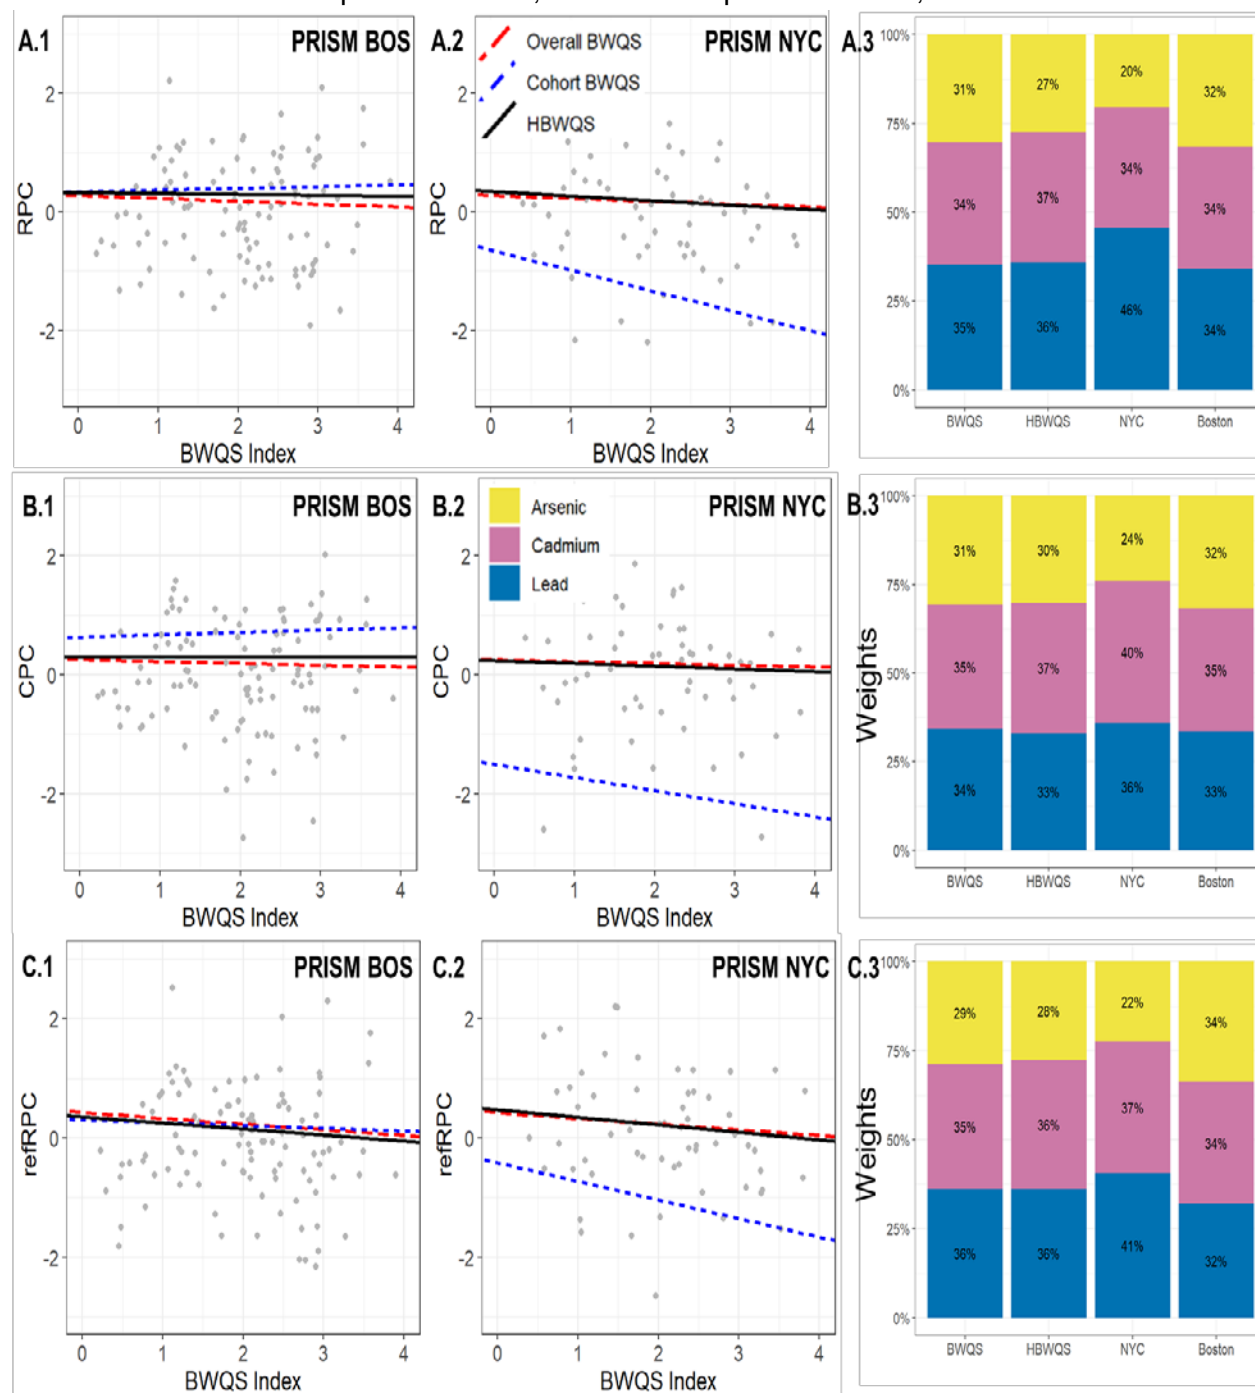 A.1 PRISM BOS
RPC
2
0
-2
0 1 2 3 4
BWQS Index
A.2 PRISM NYC
Overall BWQS
Cohort BWQS
HBWQS
RPC
2
0
-2
0 1 2 3 4
BWQS Index
A.3
100%
75%
50%
25%
0%
31% 27% 20% 32%
34% 37% 34% 34%
35% 36% 46% 34%
BWQS HBWQS NYC Boston
B.1 PRISM BOS
CPC
2
0
-2
0 1 2 3 4
BWQS Index
B.2 PRISM NYC
Arsenic
Cadmium
Lead
CPC
2
0
-2
0 1 2 3 4
BWQS Index
B.3
Weights
100%
75%
50%
25%
0%
31% 30% 24% 32%
35% 37% 40% 35%
34% 33% 36% 33%
BWQS HBWQS NYC Boston
C.1 PRISM BOS
refRPC
2
0
-2
0 1 2 3 4
BWQS Index
C.2 PRISM NYC
refRPC
2
0
-2
0 1 2 3 4
BWQS Index
C.3
Weights
100%
75%
50%
25%
0%
29% 28% 22% 34%
35% 36% 37% 34%
36% 36% 41% 32%
BWQS HBWQS NYC Boston